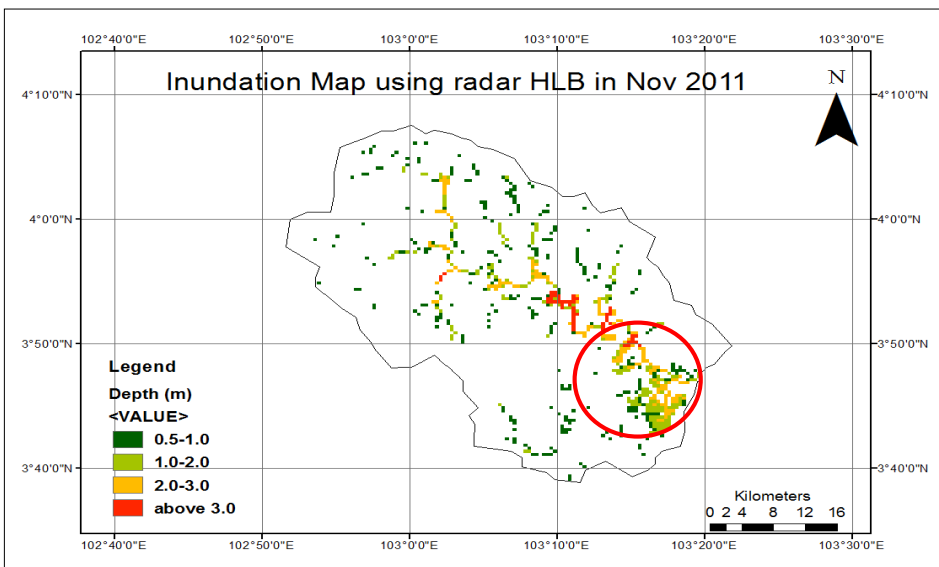 102°40'0"E 102°50'0"E 103°0'0"E 103°10'0"E 103°20'0"E 103°30'0"E
Inundation Map using radar HLB in Nov 2011
N
4°10'0"N 4°10'0"N
4°0'0"N 4°0'0"N
3°50'0"N 3°50'0"N
Legend
Depth (m)
<VALUE>
0.5-1.0
1.0-2.0
2.0-3.0
above 3.0
3°40'0"N 3°40'0"N
Kilometers
0 2 4 8 12 16
102°40'0"E 102°50'0"E 103°0'0"E 103°10'0"E 103°20'0"E 103°30'0"E